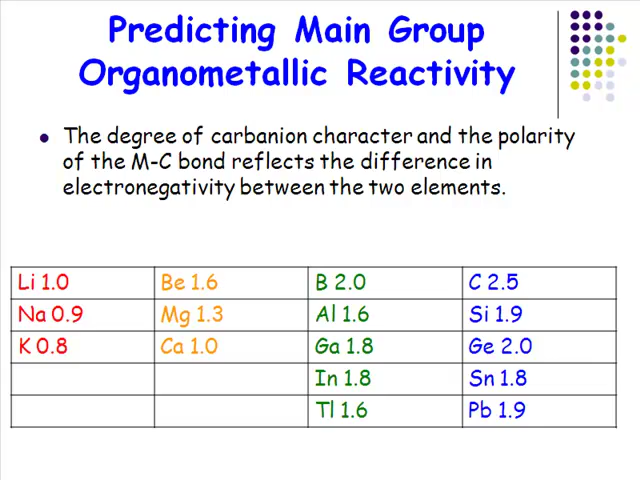 Predicting Main Group
Organometallic Reactivity
The degree of carbanion character and the polarity
of the M-C bond reflects the difference in
electronegativity between the two elements.
Li 1.0 Be 1.6 B 2.0 C 2.5
Na 0.9 Mg 1.3 Al 1.6 Si 1.9
K 0.8 Ca 1.0 Ga 1.8 Ge 2.0
In 1.8 Sn 1.8
Tl 1.6 Pb 1.9